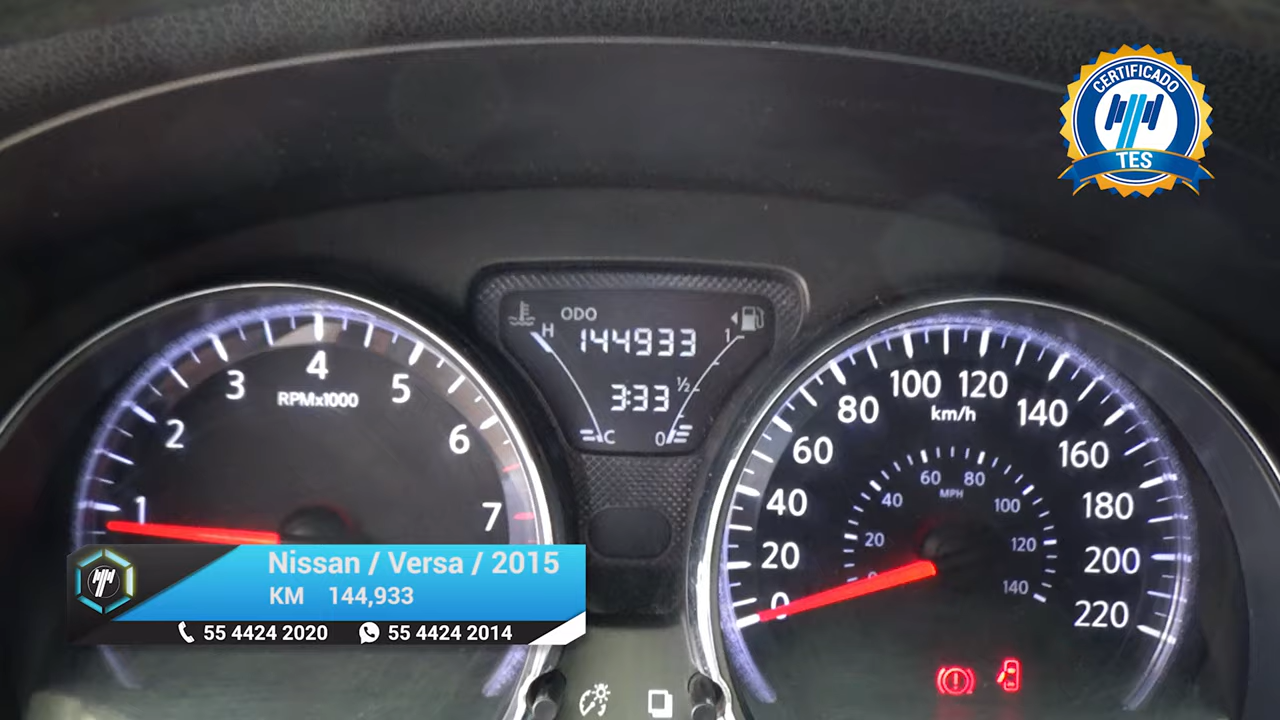 CERTIFICADO
TES
ODO
H
144933
1
1/2
3:33
C
0
1
2
3
4
5
6
7
RPMx1000
0
20
40
60
80
100
120
140
160
180
200
220
km/h
20
40
60
80
100
120
140
MPH
Nissan / Versa / 2015
KM 144,933
55 4424 2020 55 4424 2014